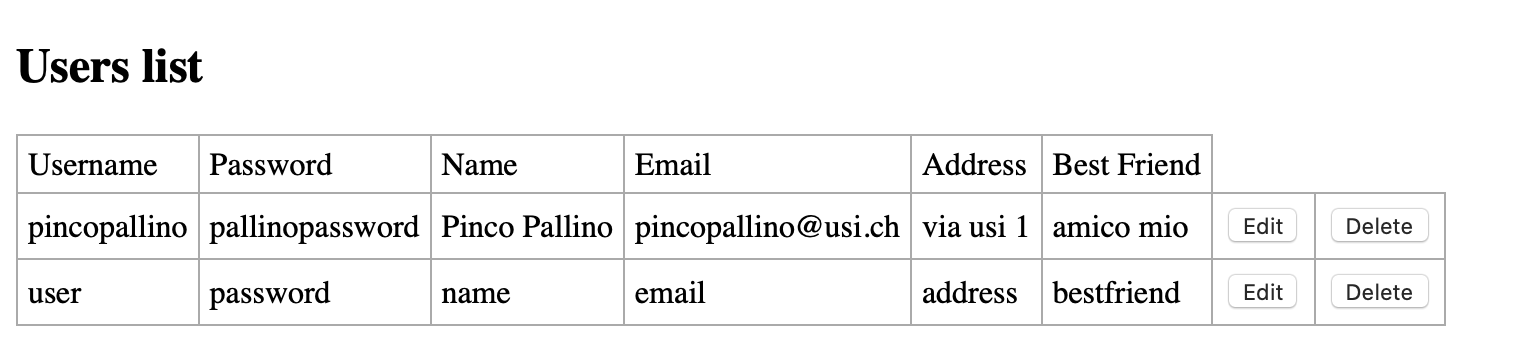 Users list
Username Password Name Email Address Best Friend
pincopallino pallinopassword Pinco Pallino pincopallino@usi.ch via usi 1 amico mio Edit Delete
user password name email address bestfriend Edit Delete